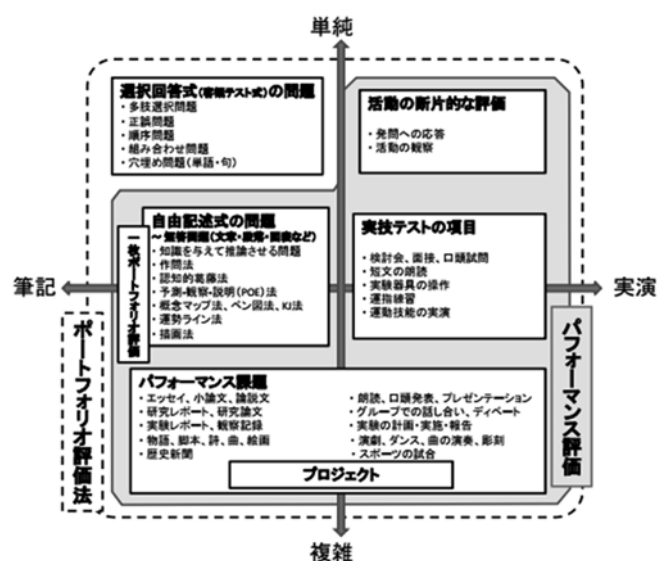 単純
選択回答式(客観テスト式)の問題
・多肢選択問題
・正誤問題
・順序問題
・組み合わせ問題
・穴埋め問題(単語・句)
活動の断片的な評価
・発問への応答
・活動の観察
自由記述式の問題
～ 短答問題(文章・段落・図表など)
・知識を与えて推論させる問題
・作問法
・認知的葛藤法
・予測-観察-説明(POE)法
・概念マップ法、ベン図法、KJ法
・運勢ライン法
・描画法
一枚ポートフォリオ評価
実技テストの項目
・検討会、面接、口頭試問
・短文の朗読
・実験器具の操作
・運指練習
・運動技能の実演
筆記
実演
ポートフォリオ評価法
パフォーマンス評価
パフォーマンス課題
・エッセイ、小論文、論説文
・研究レポート、研究論文
・実験レポート、観察記録
・物語、脚本、詩、曲、絵画
・歴史新聞
・朗読、口頭発表、プレゼンテーション
・グループでの話し合い、ディベート
・実験の計画・実施・報告
・演劇、ダンス、曲の演奏、彫刻
・スポーツの試合
プロジェクト
複雑